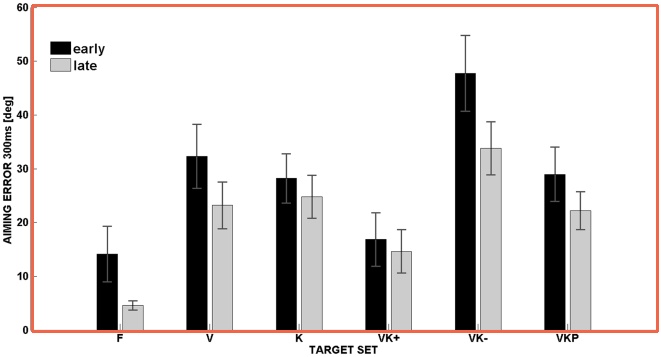 60
50
40
30
20
10
0
AIMING ERROR 300ms [deg]
early
late
F V K VK+ VK- VKP
TARGET SET